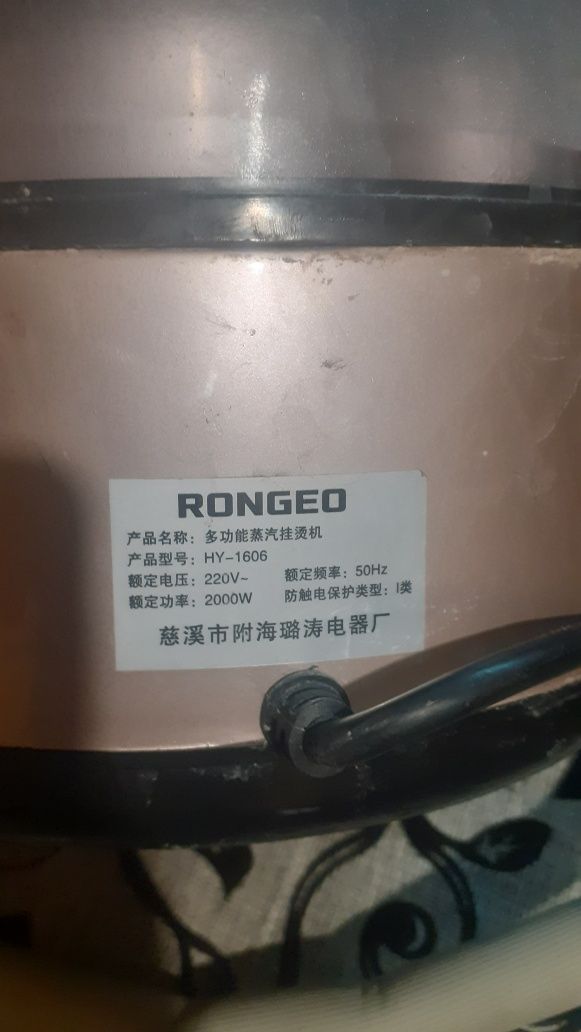 RONGEO
产品名称：多功能蒸汽挂烫机
产品型号：HY-1606
额定电压：220V~ 额定频率：50Hz
额定功率：2000W 防触电保护类型：I类
慈溪市附海璐涛电器厂